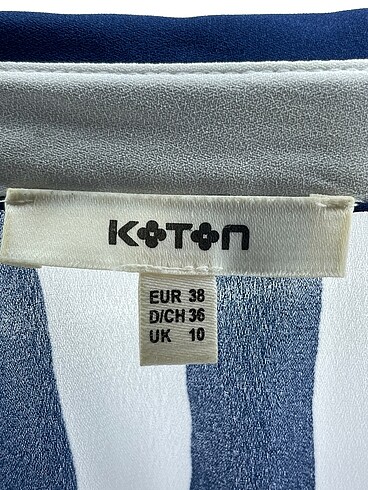 KOTON
EUR 38
D/CH 36
UK 10